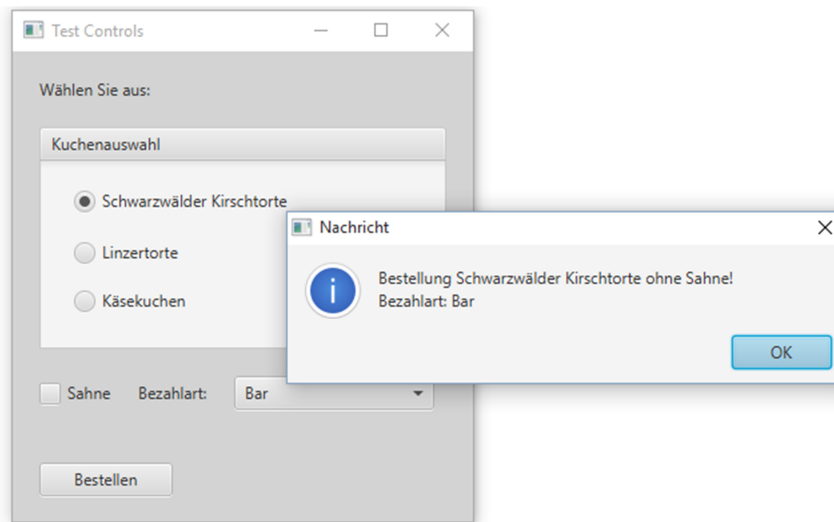 Test Controls
Wählen Sie aus:
Kuchenauswahl
Schwarzwälder Kirschtorte
Linzertorte
Käsekuchen
Sahne Bezahlart: Bar
Bestellen
Nachricht
Bestellung Schwarzwälder Kirschtorte ohne Sahne!
Bezahlart: Bar
OK